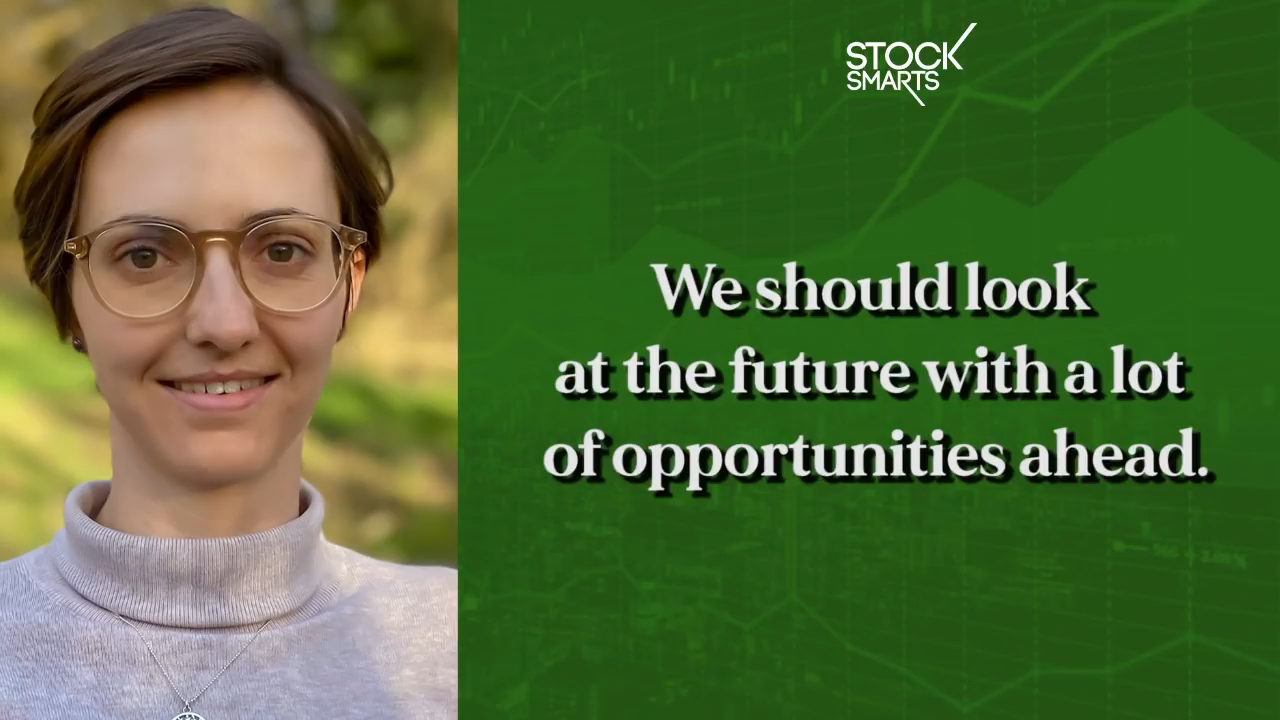 STOCK
SMARTS
We should look
at the future with a lot
of opportunities ahead.